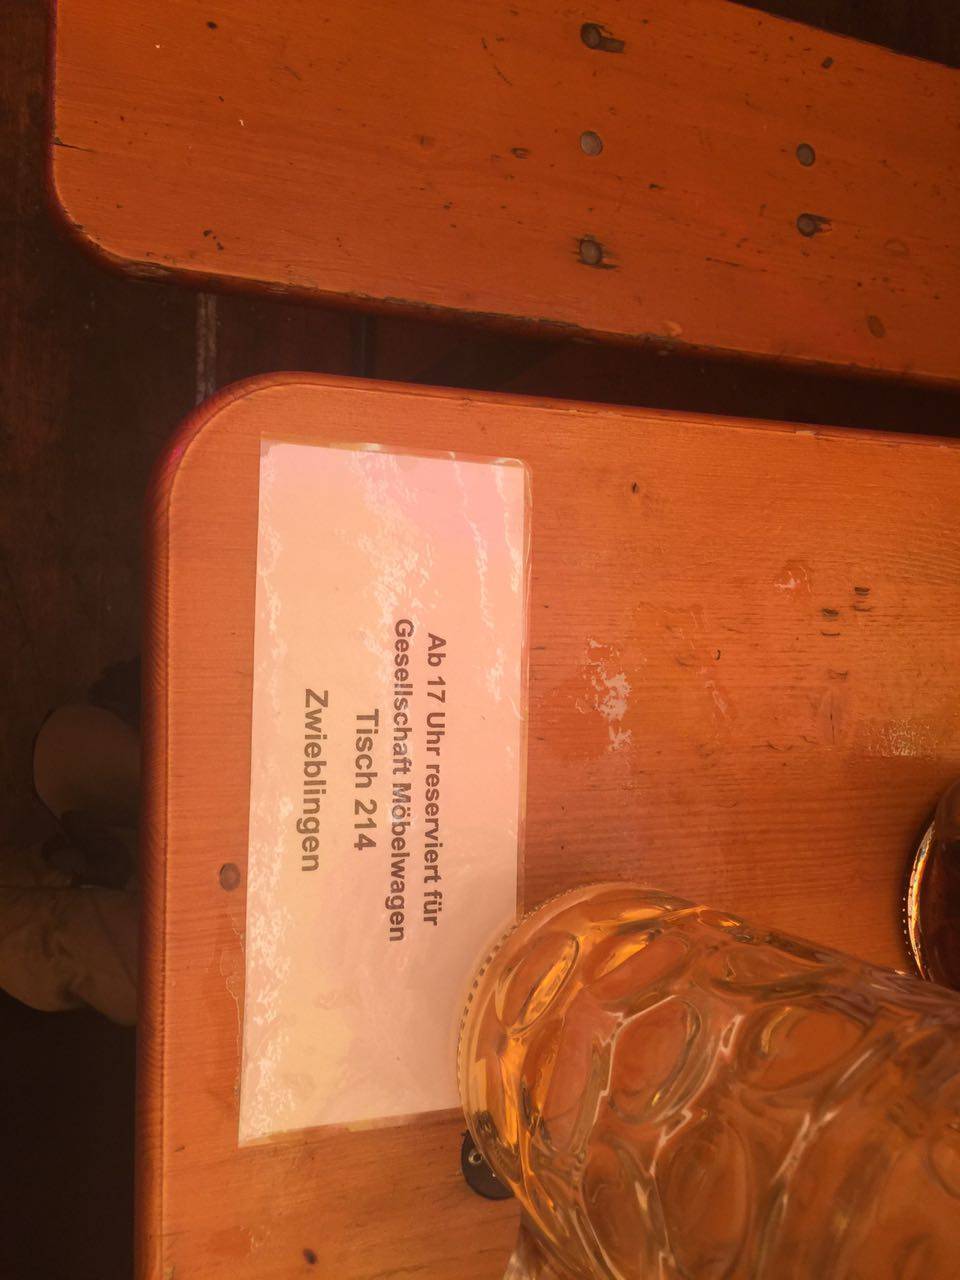 Ab 17 Uhr reserviert für
Gesellschaft Möbelwagen
Tisch 214
Zwieblingen